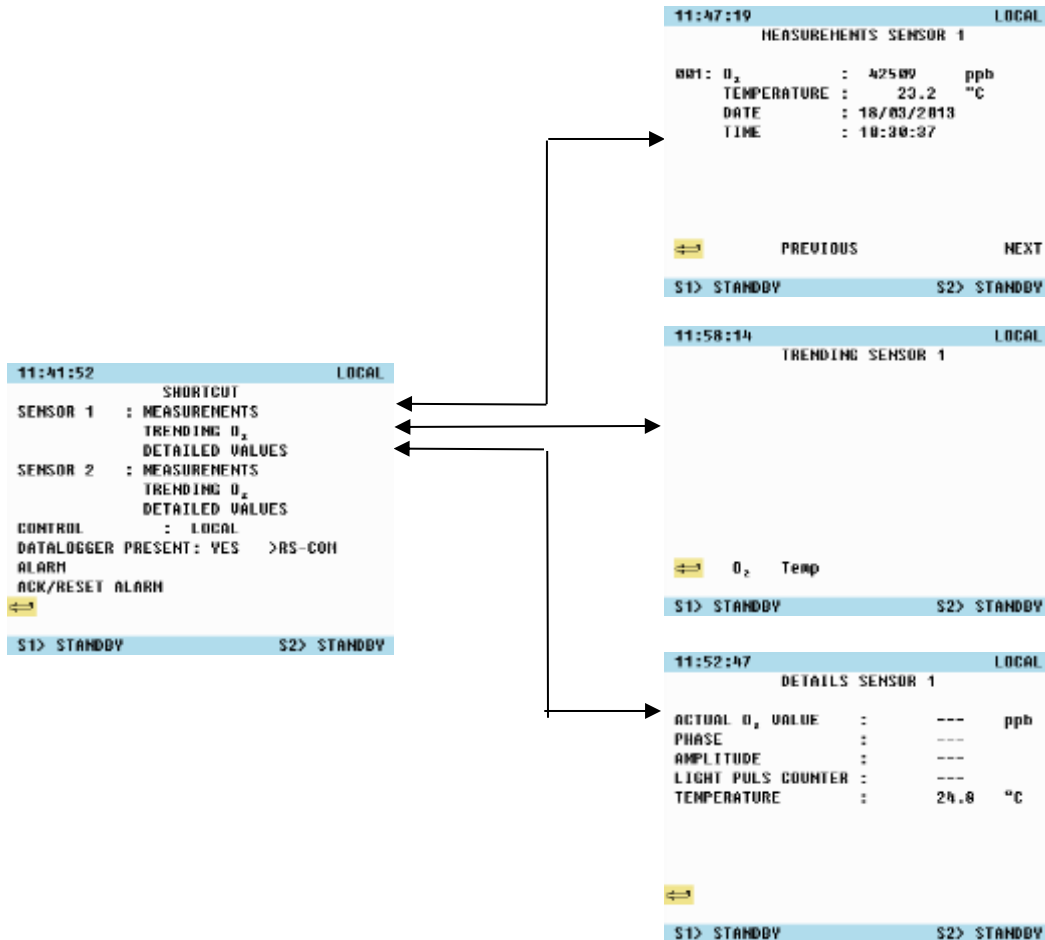 11:47:19 LOCAL
MEASUREMENTS SENSOR 1
001: O₂ : 42509 ppb
TEMPERATURE : 23.2 °C
DATE : 18/03/2013
TIME : 10:30:37
PREVIOUS NEXT
S1> STANDBY S2> STANDBY
11:58:14 LOCAL
TRENDING SENSOR 1
O₂ Temp
S1> STANDBY S2> STANDBY
11:41:52 LOCAL
SHORTCUT
SENSOR 1 : MEASUREMENTS
TRENDING O₂
DETAILED VALUES
SENSOR 2 : MEASUREMENTS
TRENDING O₂
DETAILED VALUES
CONTROL : LOCAL
DATALOGGER PRESENT: YES >RS-COM
ALARM
ACK/RESET ALARM
S1> STANDBY S2> STANDBY
11:52:47 LOCAL
DETAILS SENSOR 1
ACTUAL O₂ VALUE : --- ppb
PHASE : ---
AMPLITUDE : ---
LIGHT PULS COUNTER : ---
TEMPERATURE : 24.8 °C
S1> STANDBY S2> STANDBY